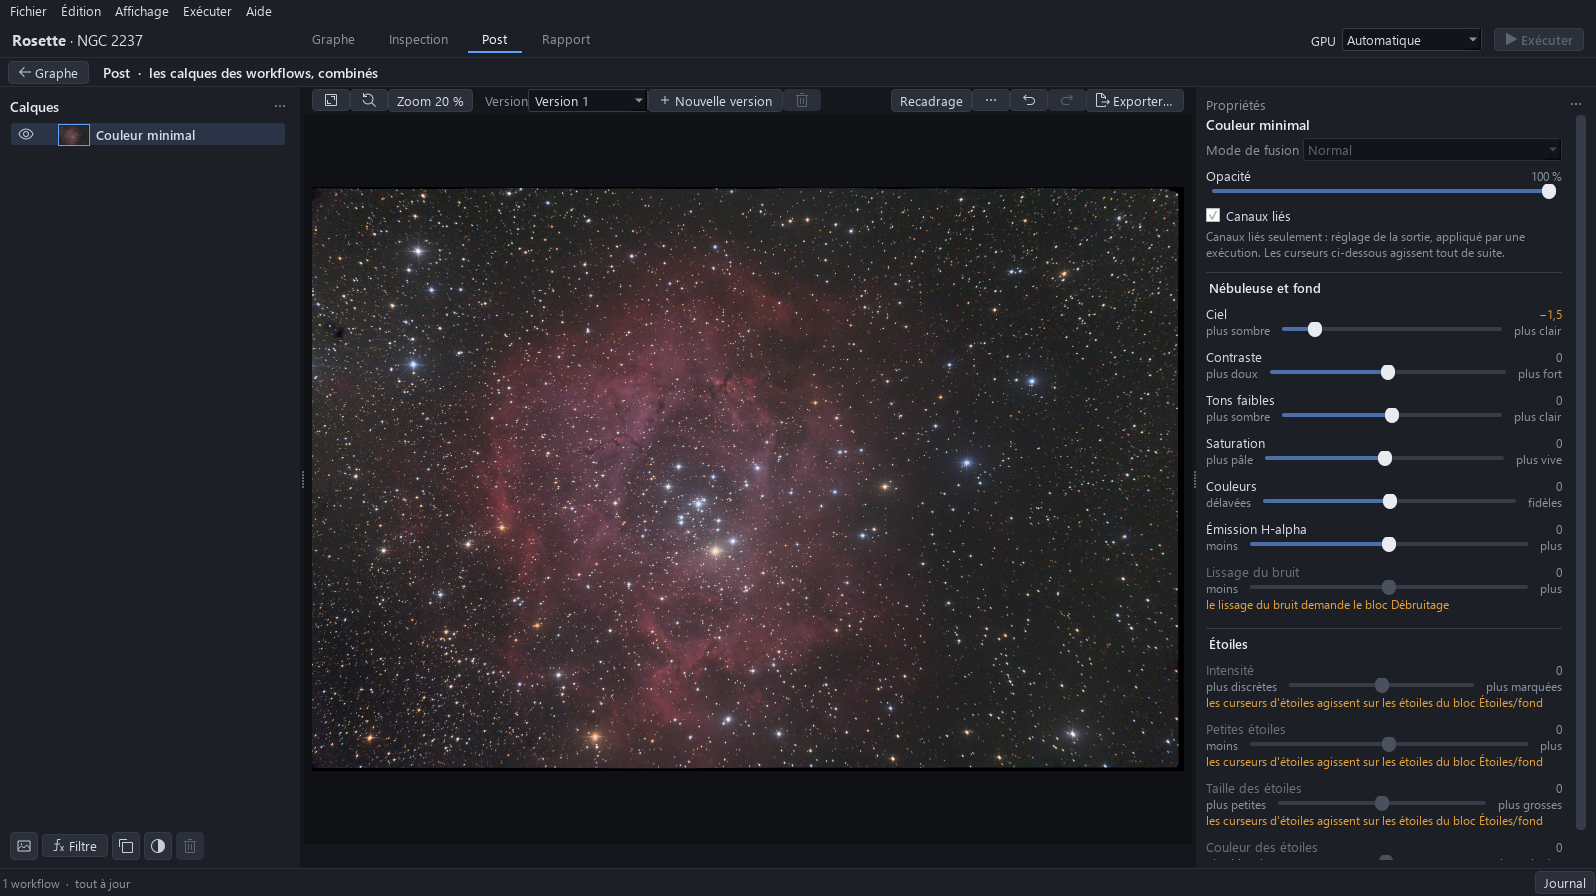 Fichier Édition Affichage Exécuter Aide
Rosette · NGC 2237
Graphe Inspection Post Rapport
GPU Automatique Exécuter
Graphe Post · les calques des workflows, combinés
Calques ...
Couleur minimal
Zoom 20 % Version Version 1 + Nouvelle version Recadrage ... Exporter...
Propriétés ...
Couleur minimal
Mode de fusion Normal
Opacité 100 %
Canaux liés
Canaux liés seulement : réglage de la sortie, appliqué par une
exécution. Les curseurs ci-dessous agissent tout de suite.
Nébuleuse et fond
Ciel −1,5
plus sombre plus clair
Contraste 0
plus doux plus fort
Tons faibles 0
plus sombre plus clair
Saturation 0
plus pâle plus vive
Couleurs 0
délavées fidèles
Émission H-alpha 0
moins plus
Lissage du bruit 0
moins plus
le lissage du bruit demande le bloc Débruitage
Étoiles
Intensité 0
plus discrètes plus marquées
les curseurs d'étoiles agissent sur les étoiles du bloc Étoiles/fond
Petites étoiles 0
moins plus
les curseurs d'étoiles agissent sur les étoiles du bloc Étoiles/fond
Taille des étoiles 0
plus petites plus grosses
les curseurs d'étoiles agissent sur les étoiles du bloc Étoiles/fond
Couleur des étoiles 0
fx Filtre
1 workflow · tout à jour
Journal